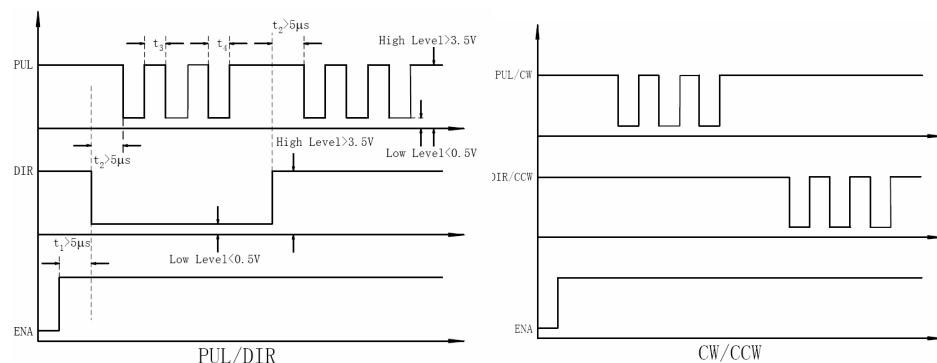 t₂>5μs
t₃
t₄
High Level>3.5V
PUL
t₂>5μs
High Level>3.5V
Low Level<0.5V
DIR
t₁>5μs
Low Level<0.5V
ENA
PUL/DIR
PUL/CW
DIR/CCW
ENA
CW/CCW